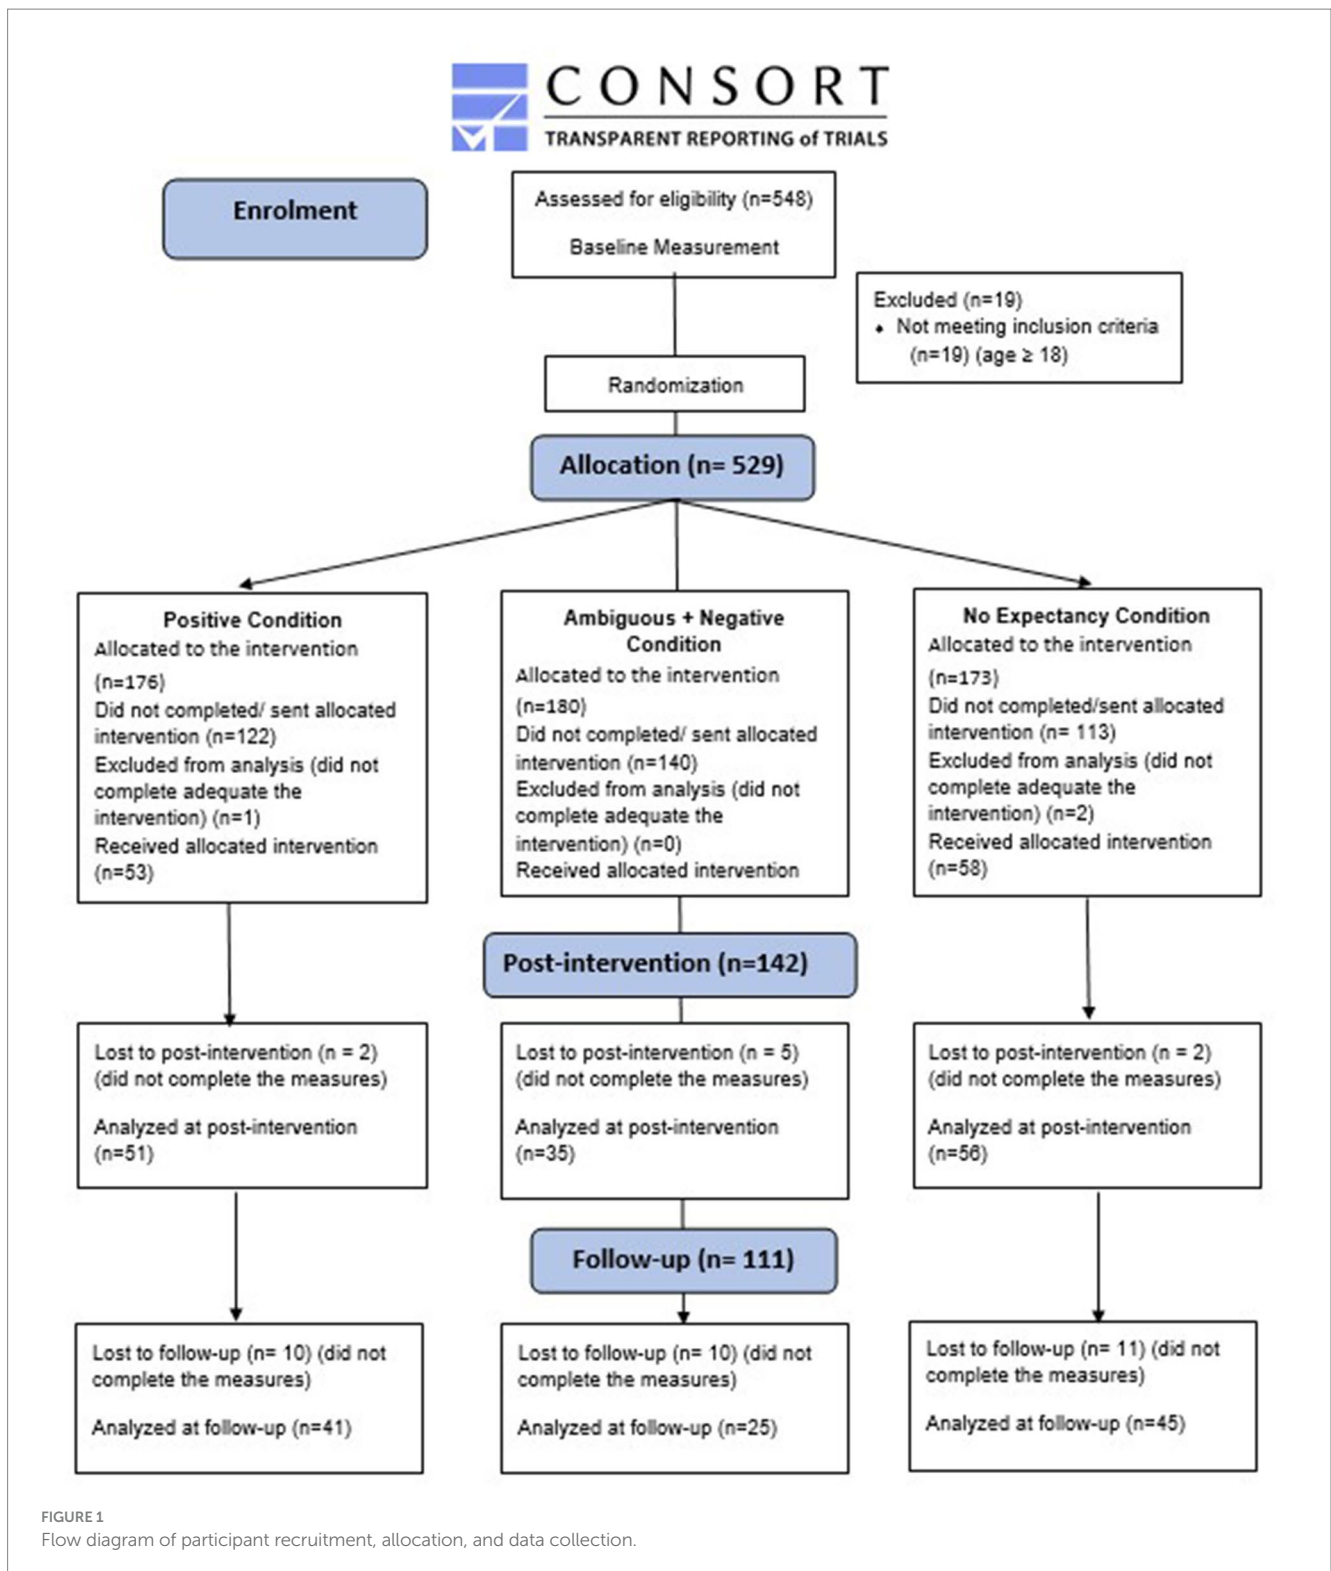 CONSORT
TRANSPARENT REPORTING of TRIALS
Enrolment
Assessed for eligibility (n=548)
Baseline Measurement
Excluded (n=19)
♦ Not meeting inclusion criteria
(n=19) (age ≥ 18)
Randomization
Allocation (n= 529)
Positive Condition
Allocated to the intervention
(n=176)
Did not completed/ sent allocated
intervention (n=122)
Excluded from analysis (did not
complete adequate the
intervention) (n=1)
Received allocated intervention
(n=53)
Ambiguous + Negative
Condition
Allocated to the intervention
(n=180)
Did not completed/ sent allocated
intervention (n=140)
Excluded from analysis (did not
complete adequate the
intervention) (n=0)
Received allocated intervention
No Expectancy Condition
Allocated to the intervention
(n=173)
Did not completed/sent allocated
intervention (n= 113)
Excluded from analysis (did not
complete adequate the
intervention) (n=2)
Received allocated intervention
(n=58)
Post-intervention (n=142)
Lost to post-intervention (n = 2)
(did not complete the measures)
Analyzed at post-intervention
(n=51)
Lost to post-intervention (n = 5)
(did not complete the measures)
Analyzed at post-intervention
(n=35)
Lost to post-intervention (n = 2)
(did not complete the measures)
Analyzed at post-intervention
(n=56)
Follow-up (n= 111)
Lost to follow-up (n= 10) (did not
complete the measures)
Analyzed at follow-up (n=41)
Lost to follow-up (n= 10) (did not
complete the measures)
Analyzed at follow-up (n=25)
Lost to follow-up (n= 11) (did not
complete the measures)
Analyzed at follow-up (n=45)
FIGURE 1
Flow diagram of participant recruitment, allocation, and data collection.